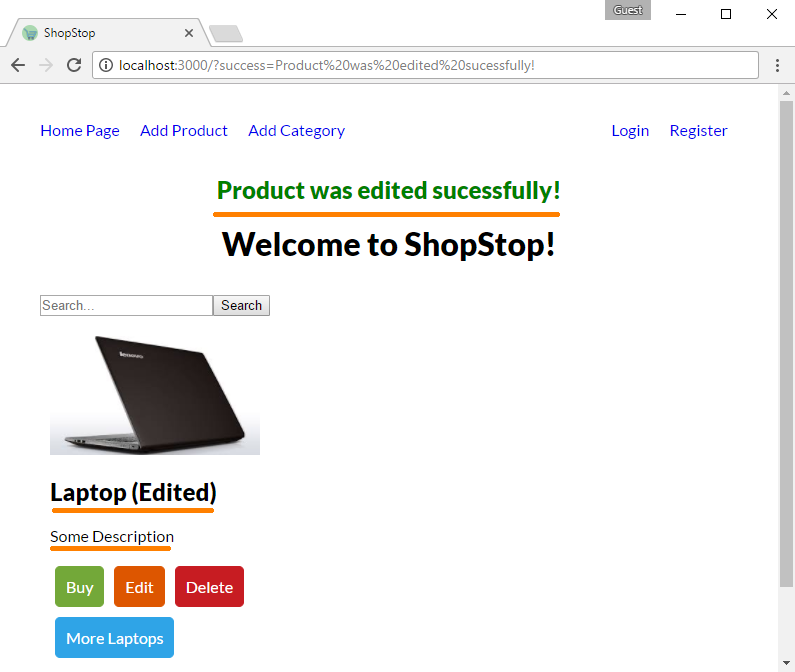 Guest
ShopStop
localhost:3000/?success=Product%20was%20edited%20sucessfully!
Home Page Add Product Add Category Login Register
Product was edited sucessfully!
Welcome to ShopStop!
Search... Search
lenovo
Laptop (Edited)
Some Description
Buy Edit Delete
More Laptops